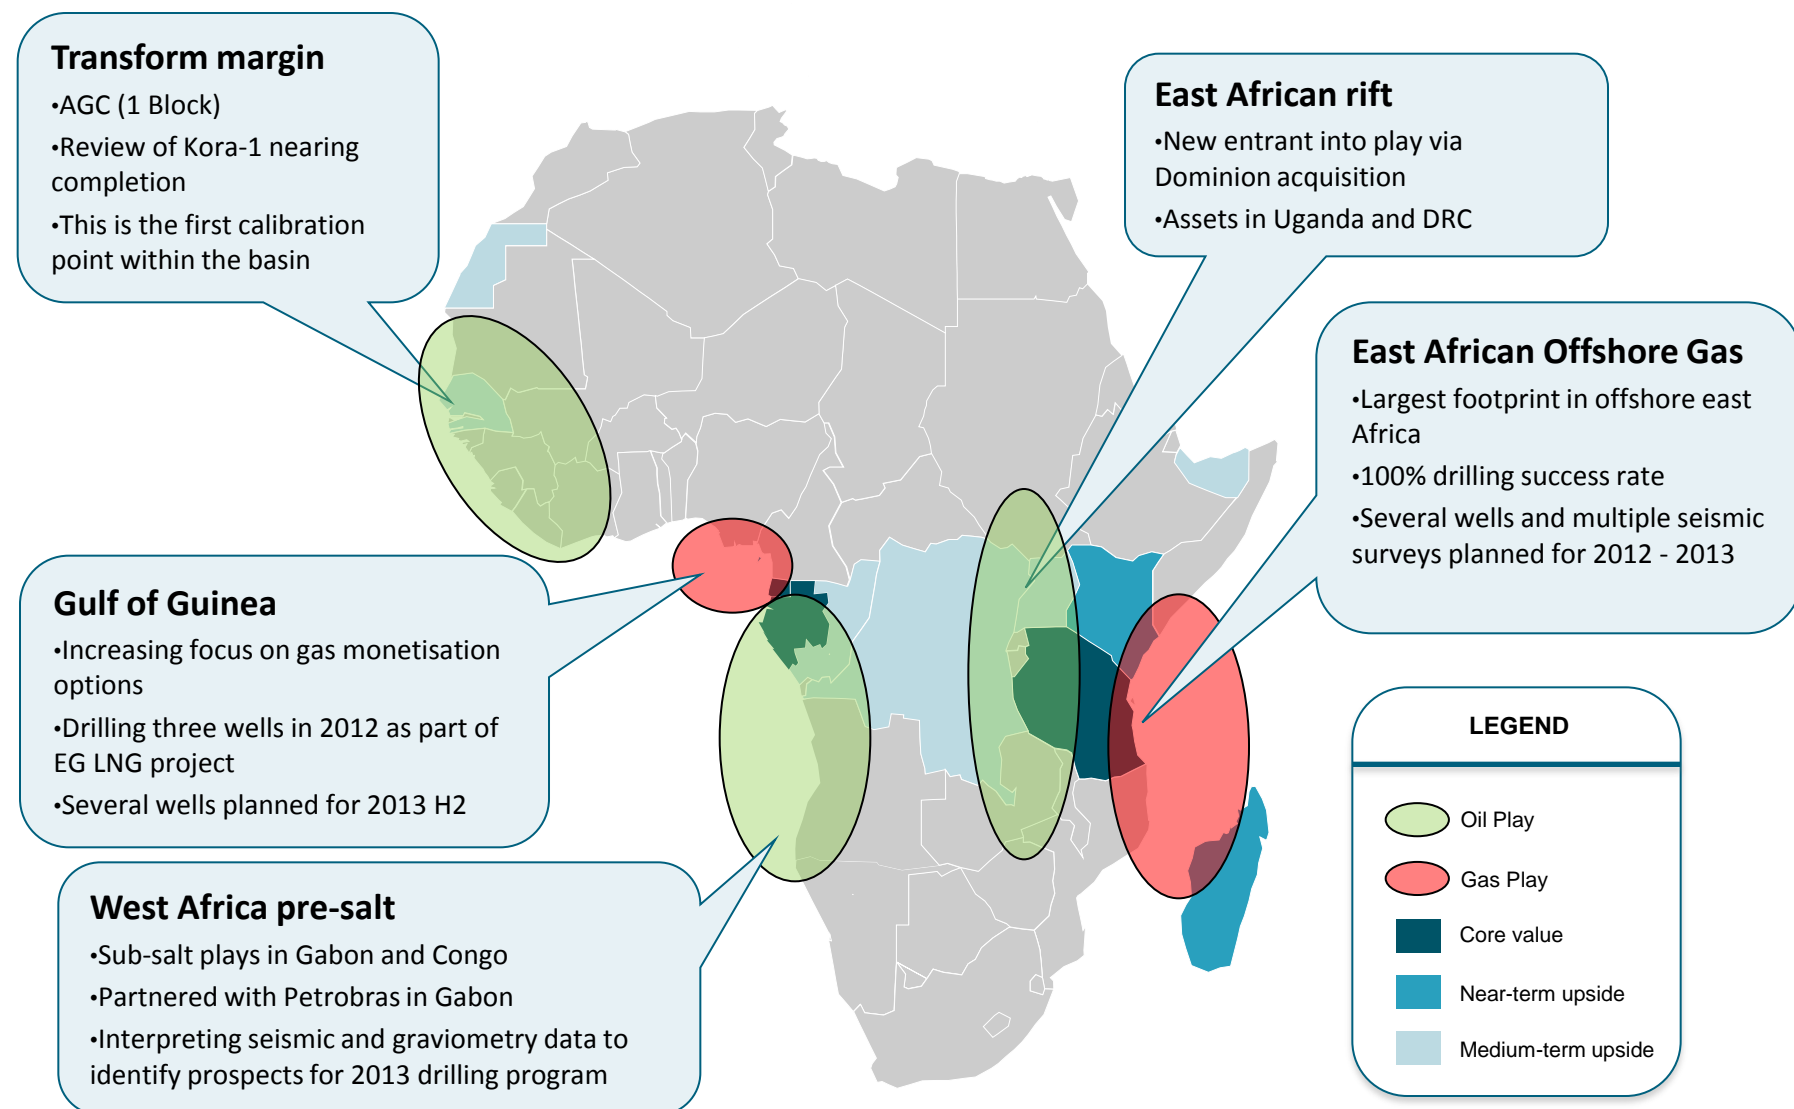 Transform margin
•AGC (1 Block)
•Review of Kora-1 nearing
completion
•This is the first calibration
point within the basin
East African rift
•New entrant into play via
Dominion acquisition
•Assets in Uganda and DRC
East African Offshore Gas
•Largest footprint in offshore east
Africa
•100% drilling success rate
•Several wells and multiple seismic
surveys planned for 2012 - 2013
Gulf of Guinea
•Increasing focus on gas monetisation
options
•Drilling three wells in 2012 as part of
EG LNG project
•Several wells planned for 2013 H2
West Africa pre-salt
•Sub-salt plays in Gabon and Congo
•Partnered with Petrobras in Gabon
•Interpreting seismic and graviometry data to
identify prospects for 2013 drilling program
LEGEND
Oil Play
Gas Play
Core value
Near-term upside
Medium-term upside